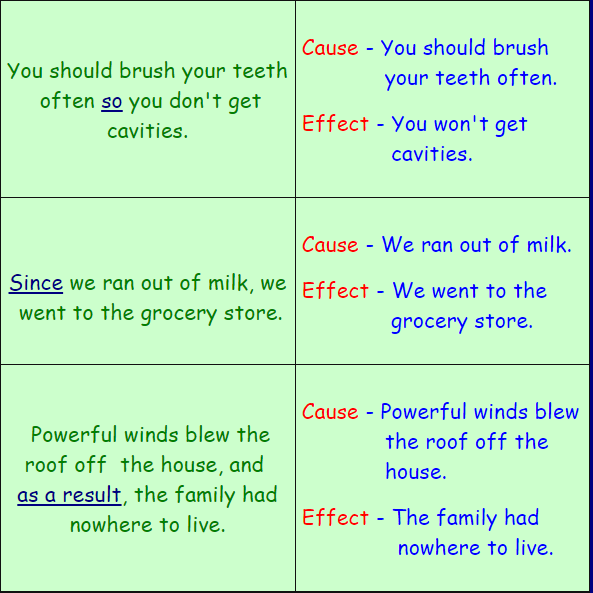 You should brush your teeth
often so you don't get
cavities.
Cause - You should brush
your teeth often.
Effect - You won't get
cavities.
Since we ran out of milk, we
went to the grocery store.
Cause - We ran out of milk.
Effect - We went to the
grocery store.
Powerful winds blew the
roof off  the house, and
as a result, the family had
nowhere to live.
Cause - Powerful winds blew
the roof off the
house.
Effect - The family had
nowhere to live.